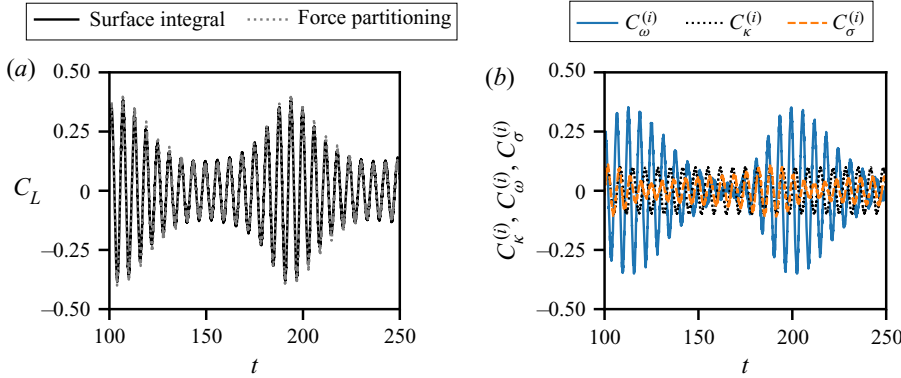 Surface integral Force partitioning
(a)
0.50
0.25
0
–0.25
–0.50
C_L
100 150 200 250
t
C_ω^(i) C_κ^(i) C_σ^(i)
(b)
0.50
0.25
0
–0.25
–0.50
C_κ^(i), C_ω^(i), C_σ^(i)
100 150 200 250
t